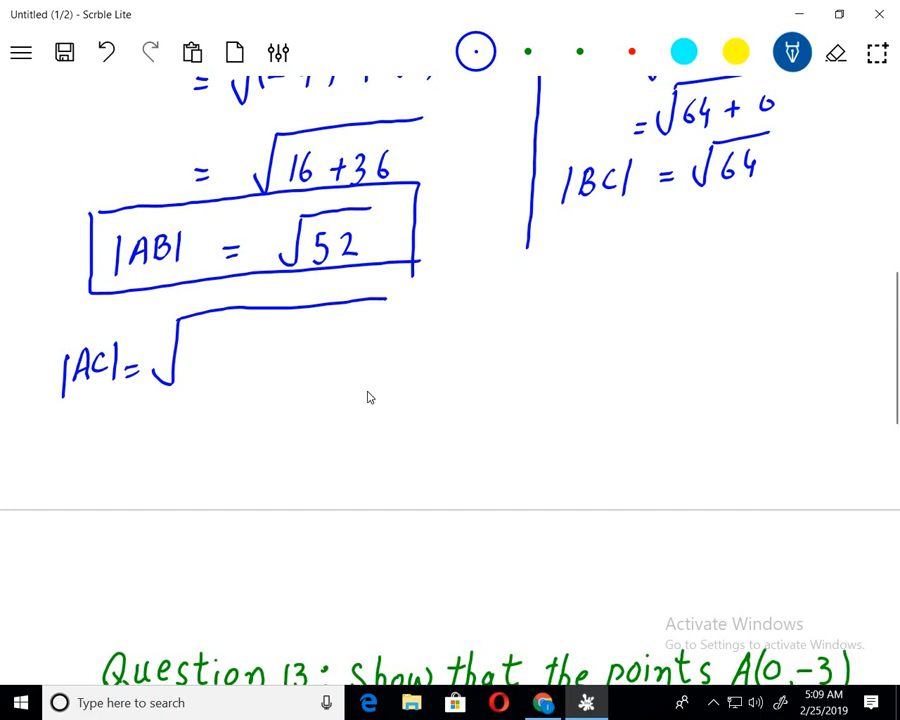 Untitled (1/2) - Scrble Lite
= √64 + 0
= √16 + 36
|BC| = √64
|AB| = √52
|AC| = √
Activate Windows
Go to Settings to activate Windows.
Question 13: show that the points A(0,-3)
Type here to search
5:09 AM
2/25/2019